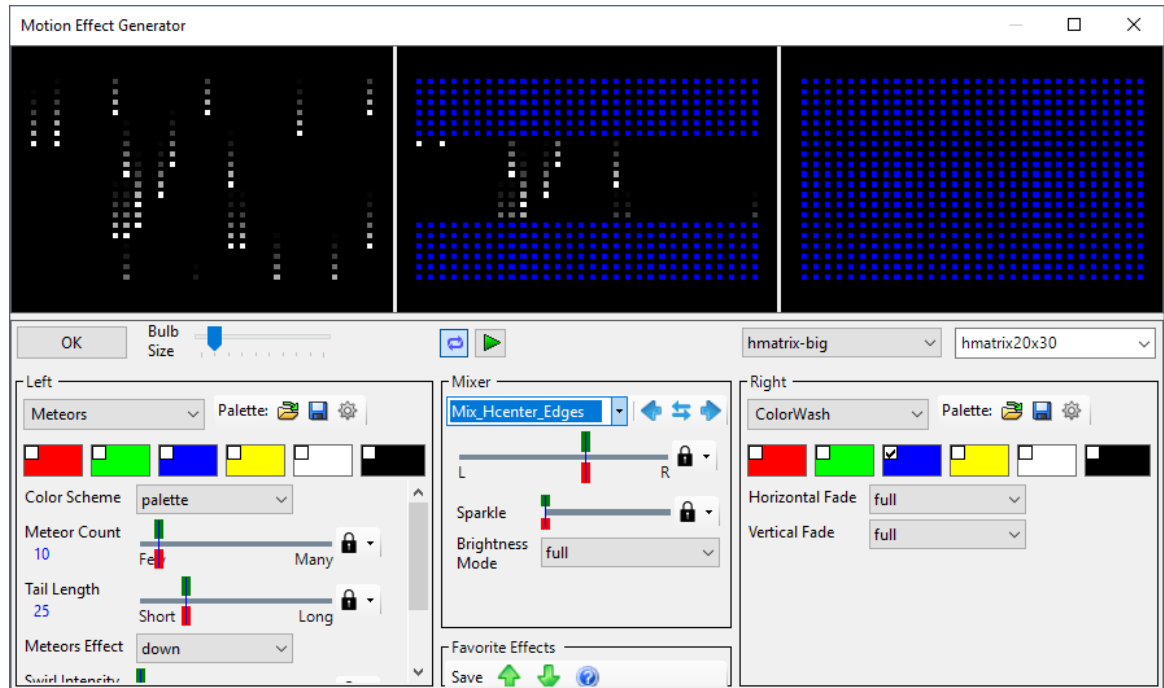 Motion Effect Generator
OK
Bulb
Size
hmatrix-big
hmatrix20x30
Left
Meteors
Palette:
Color Scheme
palette
Meteor Count
10
Few
Many
Tail Length
25
Short
Long
Meteors Effect
down
Swirl Intensity
Mixer
Mix_Hcenter_Edges
L
R
Sparkle
Brightness
Mode
full
Favorite Effects
Save
Right
ColorWash
Palette:
Horizontal Fade
full
Vertical Fade
full